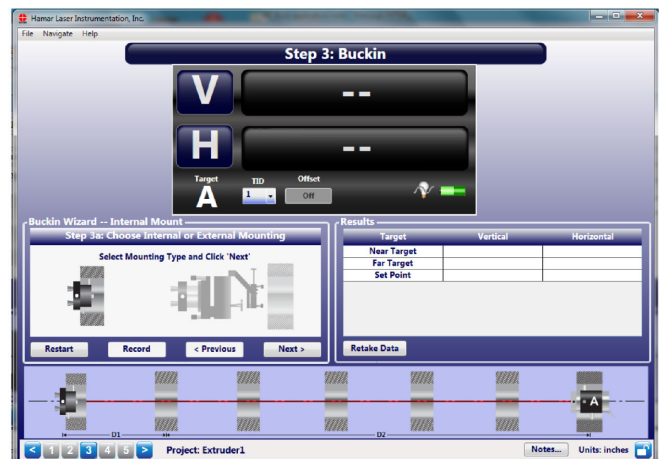 Hamar Laser Instrumentation, Inc.
File Navigate Help
Step 3: Buckin
V --
H --
Target TID Offset
A 1 Off
Buckin Wizard -- Internal Mount
Step 3a: Choose Internal or External Mounting
Select Mounting Type and Click 'Next'
Restart Record < Previous Next >
Results
Target Vertical Horizontal
Near Target
Far Target
Set Point
Retake Data
A
D1 D2
< 1 2 3 4 5 > Project: Extruder1 Notes... Units: inches